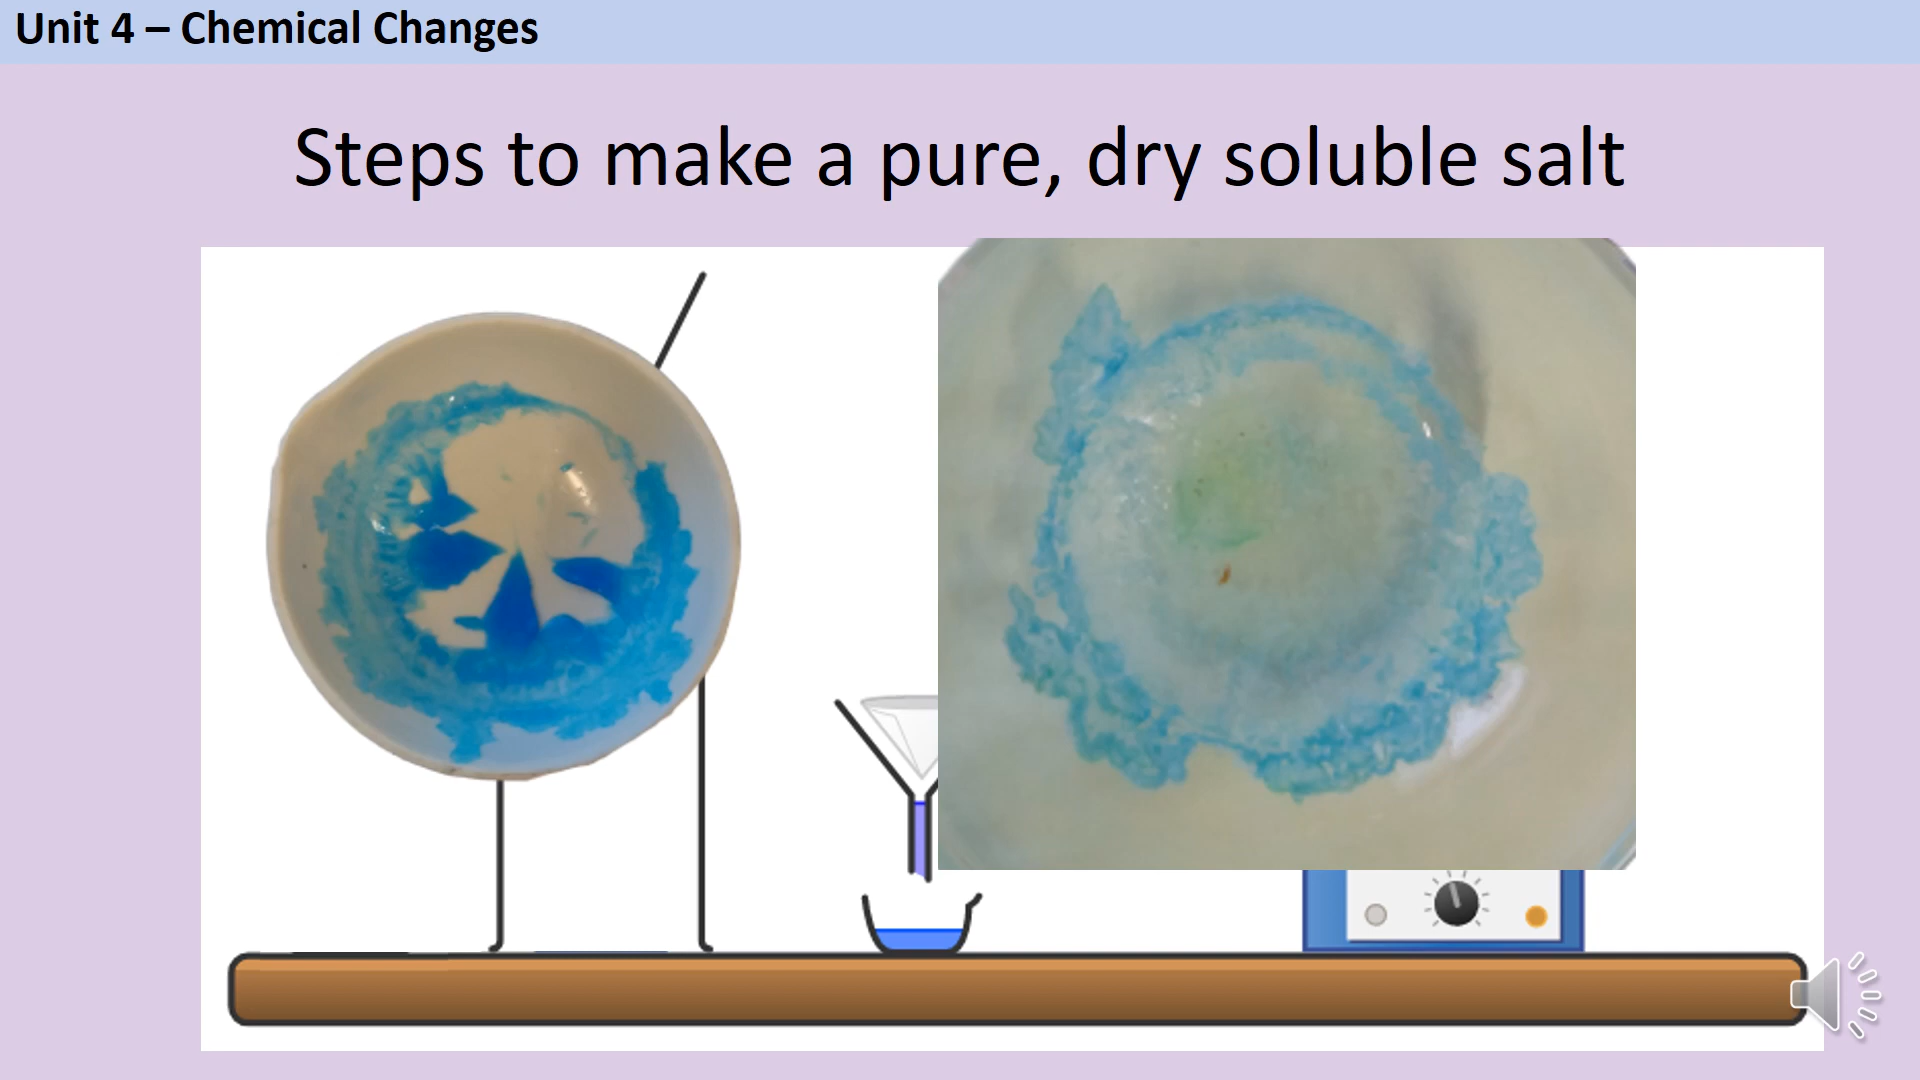 Unit 4 – Chemical Changes
Steps to make a pure, dry soluble salt